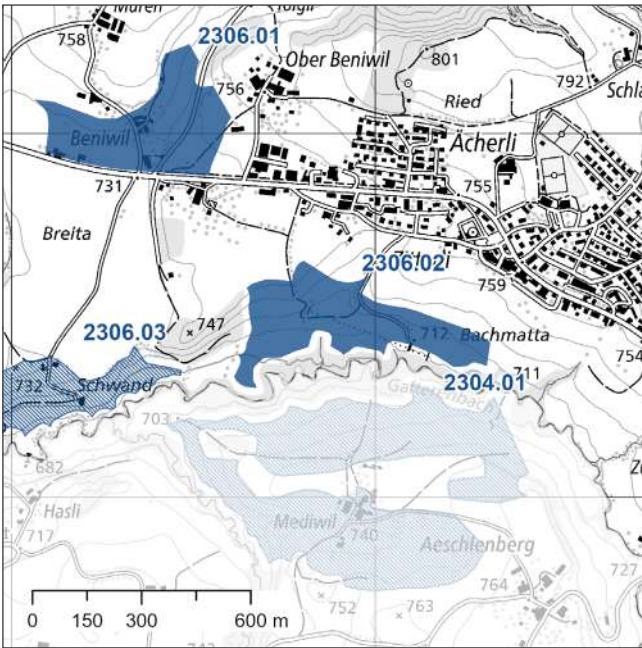 Muren
758
2306.01
756
Ober Beniwil
801
792
Ried
Beniwil
Acherli
731
755
Breita
2306.02
759
2306.03
747
712
Bachmatta
754
732
Schwand
2304.01
711
703
Gatterenbach
682
Hasli
717
Mediwil
740
Aeschlenberg
727
752
763
764
0 150 300 600 m